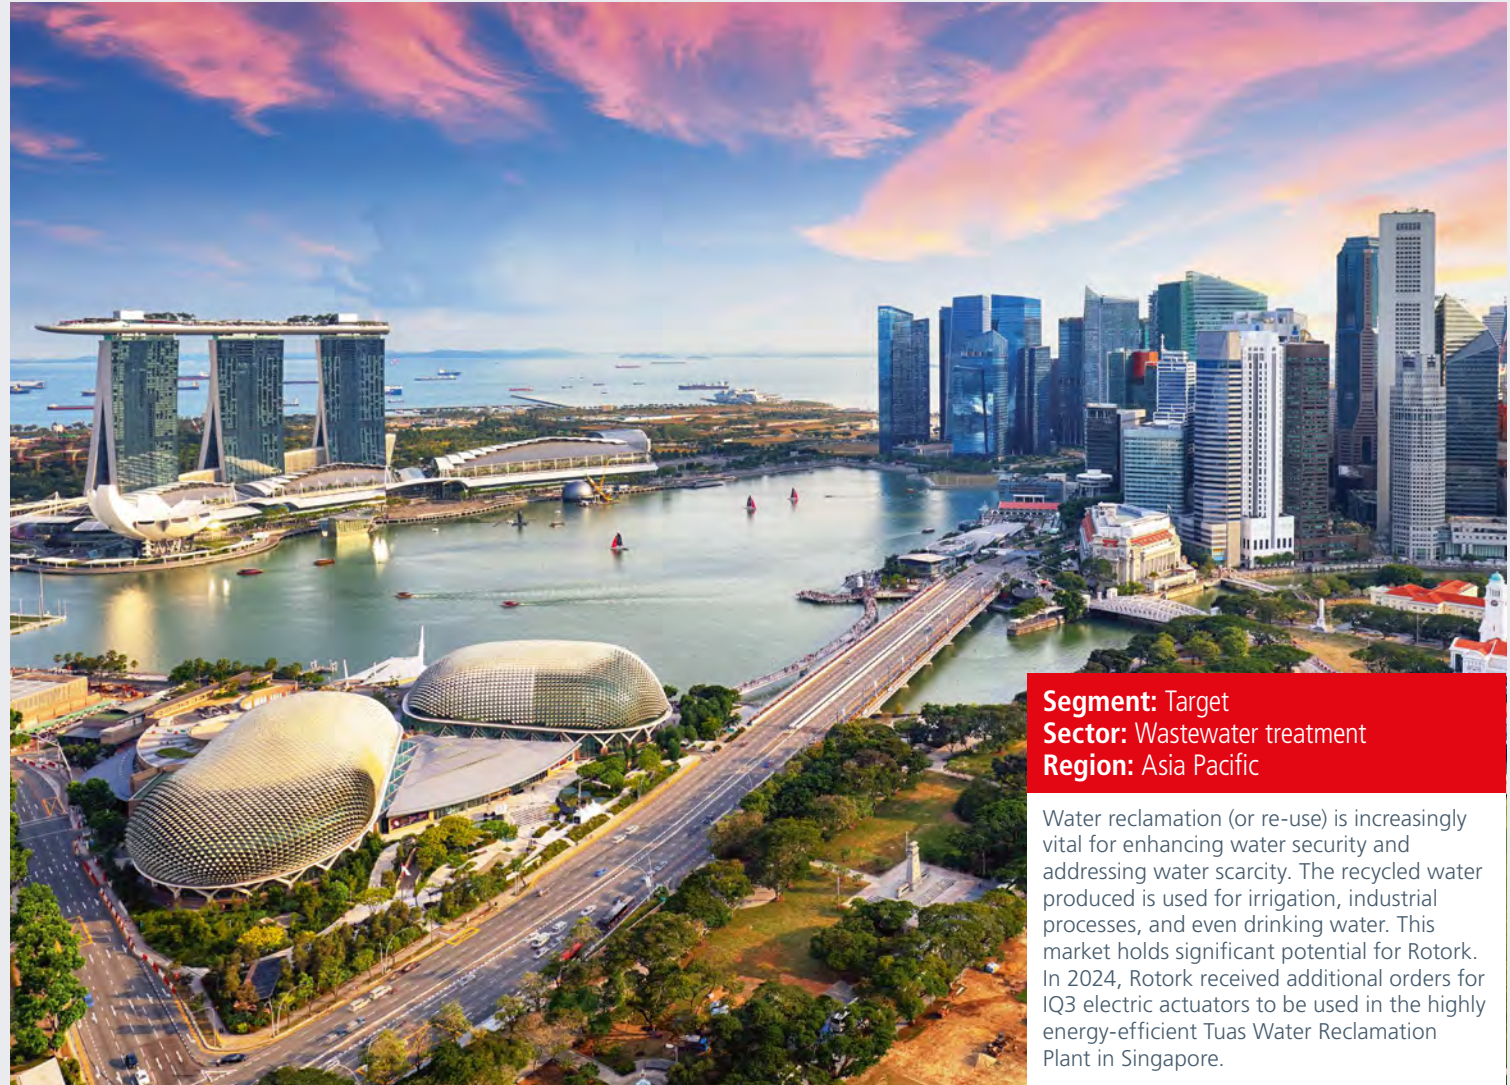 Segment: Target
Sector: Wastewater treatment
Region: Asia Pacific
Water reclamation (or re-use) is increasingly
vital for enhancing water security and
addressing water scarcity. The recycled water
produced is used for irrigation, industrial
processes, and even drinking water. This
market holds significant potential for Rotork.
In 2024, Rotork received additional orders for
IQ3 electric actuators to be used in the highly
energy-efficient Tuas Water Reclamation
Plant in Singapore.